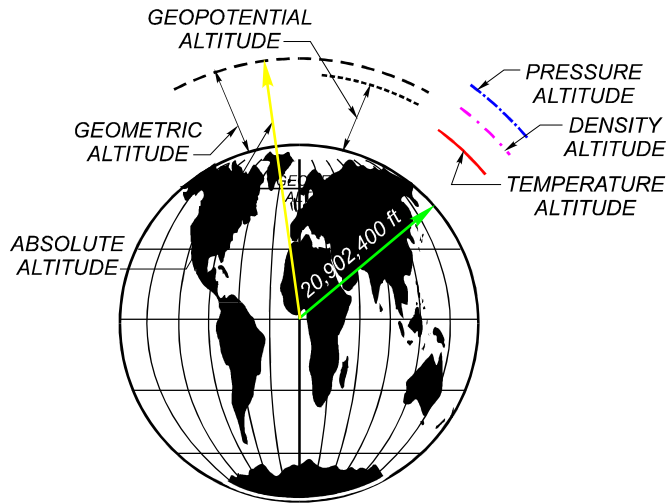 GEOPOTENTIAL
ALTITUDE
PRESSURE
ALTITUDE
GEOMETRIC
ALTITUDE
DENSITY
ALTITUDE
TEMPERATURE
ALTITUDE
ABSOLUTE
ALTITUDE
20,902,400 ft